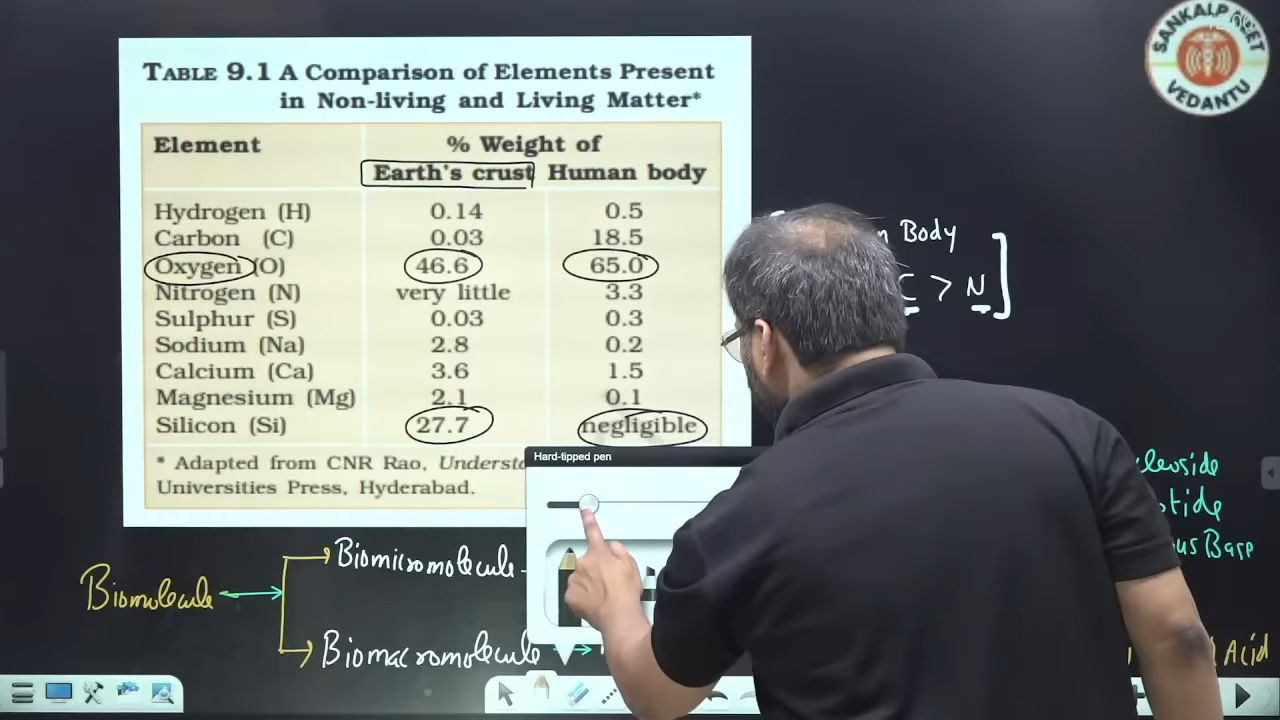 TABLE 9.1 A Comparison of Elements Present
in Non-living and Living Matter*
Element % Weight of
Earth's crust Human body
Hydrogen (H) 0.14 0.5
Carbon (C) 0.03 18.5
Oxygen (O) 46.6 65.0
Nitrogen (N) very little 3.3
Sulphur (S) 0.03 0.3
Sodium (Na) 2.8 0.2
Calcium (Ca) 3.6 1.5
Magnesium (Mg) 2.1 0.1
Silicon (Si) 27.7 negligible
* Adapted from CNR Rao,
Universities Press, Hyderabad.
SANKALP
VEDANTU
Body
C > N
Hard-tipped pen
Biomolecule
Biomicromolecule
Biomacromolecule
Base
Acid